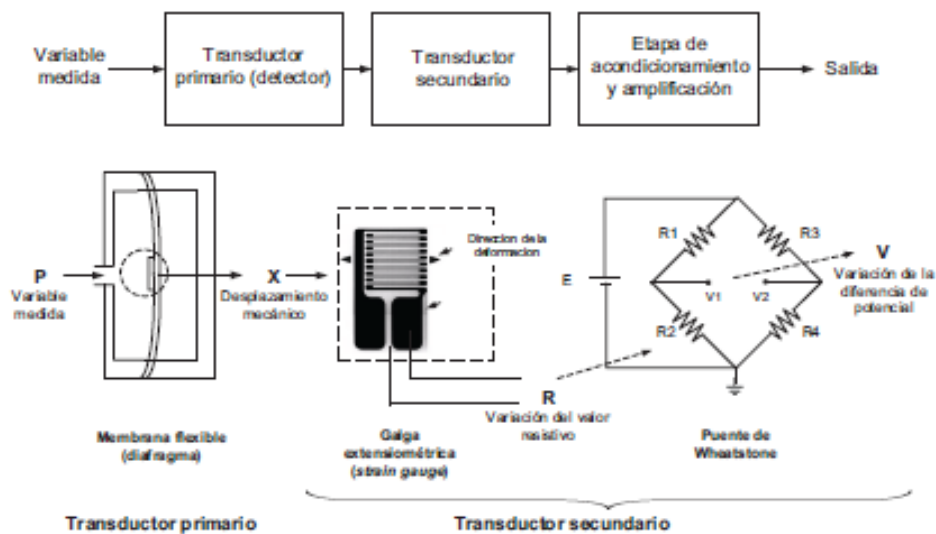 Variable
medida
Transductor
primario (detector)
Transductor
secundario
Etapa de
acondicionamiento
y amplificación
Salida
P
Variable
medida
X
Desplazamiento
mecánico
Direccion de la
deformacion
E
R1
R3
V1
V2
R2
R4
V
Variación de la
diferencia de
potencial
R
Variación del valor
resistivo
Membrana flexible
(diafragma)
Galga
extensiométrica
(strain gauge)
Puente de
Wheatstone
Transductor primario
Transductor secundario